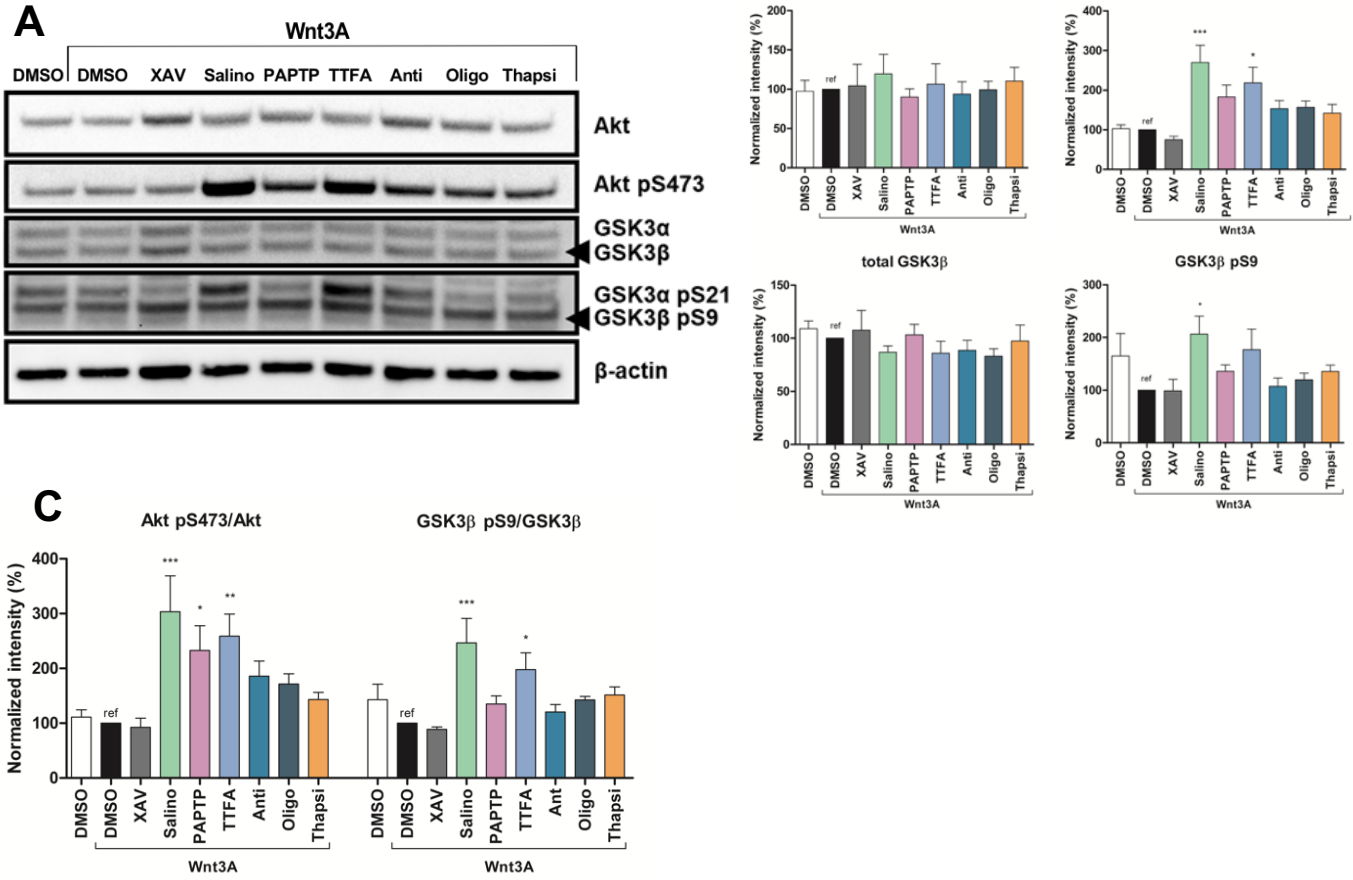 A
Wnt3A
DMSO DMSO XAV Salino PAPTP TTFA Anti Oligo Thapsi
Akt
Akt pS473
GSK3α
GSK3β
GSK3α pS21
GSK3β pS9
β-actin
Normalized intensity (%)
200
150
100
50
0
ref
DMSO
DMSO
XAV
Salino
PAPTP
TTFA
Anti
Oligo
Thapsi
Wnt3A
Normalized intensity (%)
400
300
200
100
0
ref
***
*
DMSO
DMSO
XAV
Salino
PAPTP
TTFA
Anti
Oligo
Thapsi
Wnt3A
total GSK3β
Normalized intensity (%)
150
100
50
0
ref
DMSO
DMSO
XAV
Salino
PAPTP
TTFA
Anti
Oligo
Thapsi
Wnt3A
GSK3β pS9
Normalized intensity (%)
300
200
100
0
ref
*
DMSO
DMSO
XAV
Salino
PAPTP
TTFA
Anti
Oligo
Thapsi
Wnt3A
C
Akt pS473/Akt
Normalized intensity (%)
400
300
200
100
0
ref
***
*
**
DMSO
DMSO
XAV
Salino
PAPTP
TTFA
Anti
Oligo
Thapsi
Wnt3A
GSK3β pS9/GSK3β
ref
***
*
DMSO
DMSO
XAV
Salino
PAPTP
TTFA
Ant
Oligo
Thapsi
Wnt3A